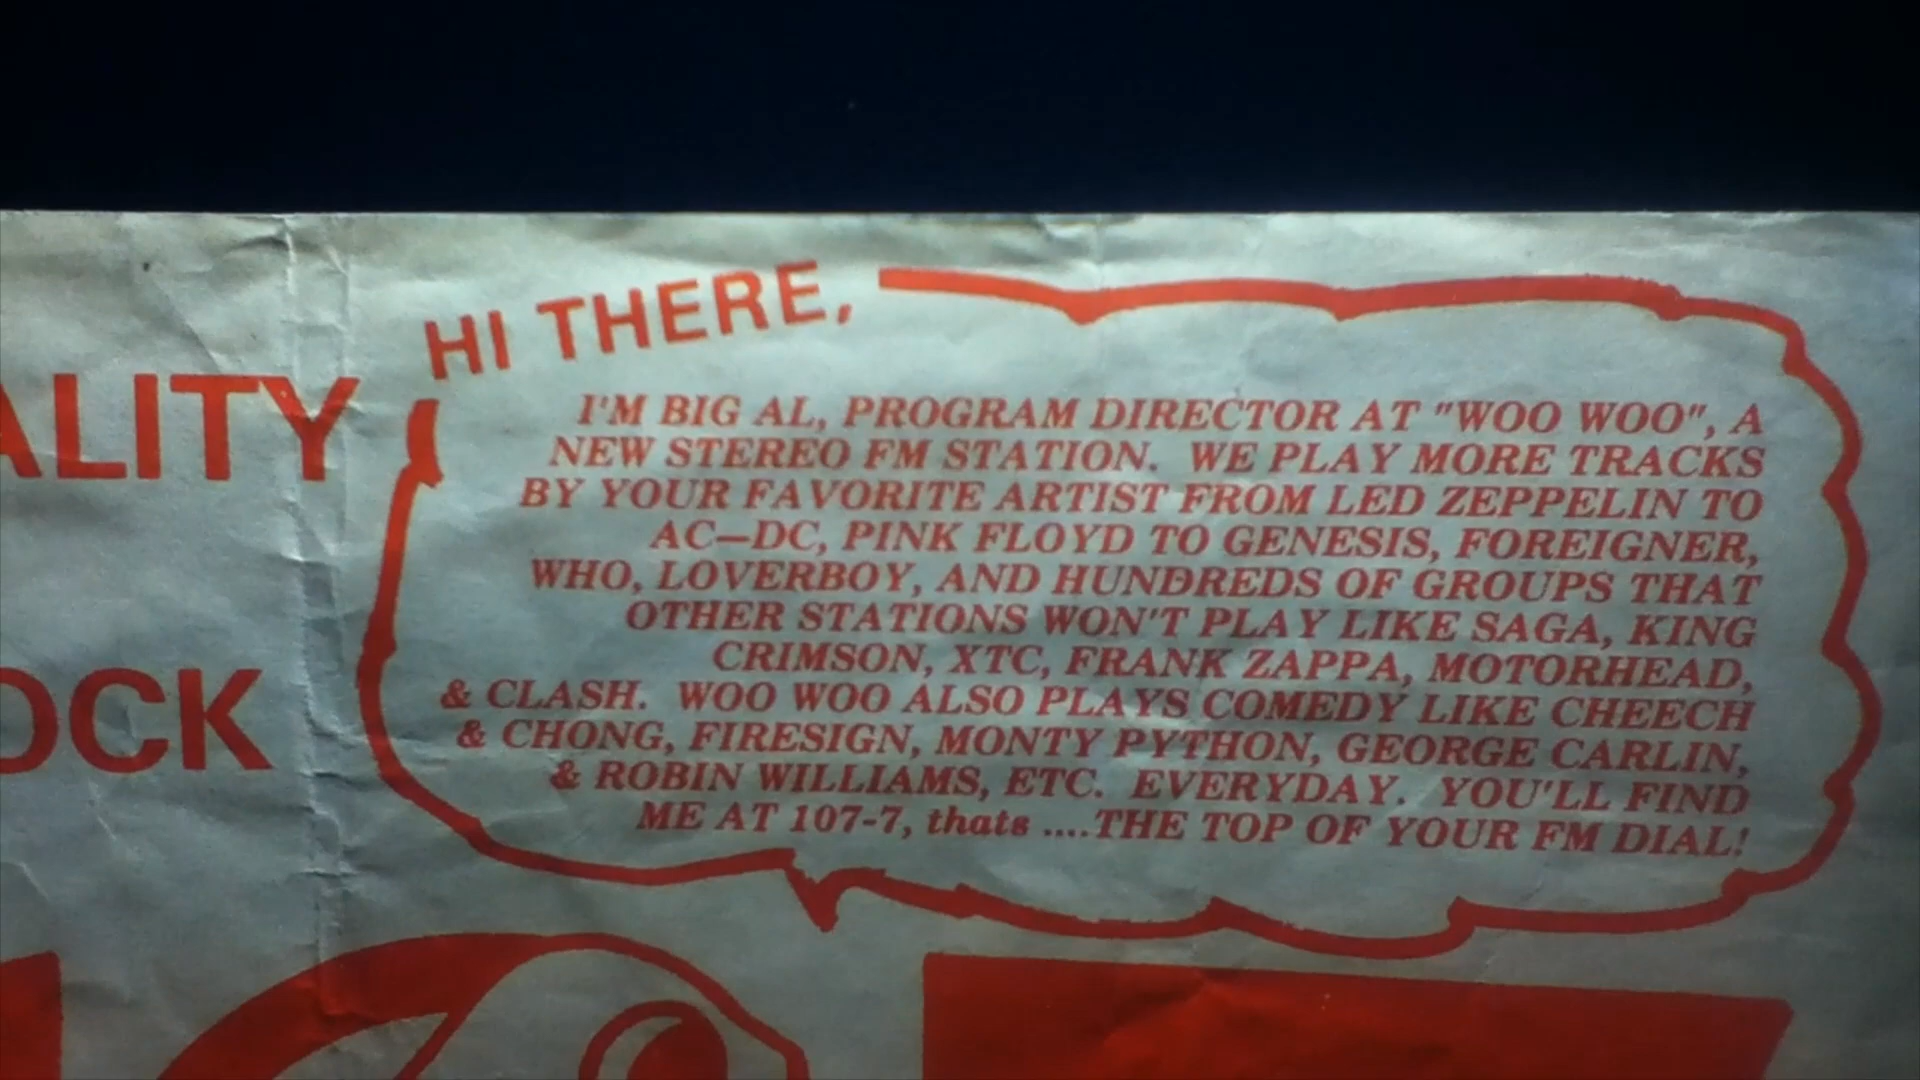 HI THERE,
I'M BIG AL, PROGRAM DIRECTOR AT "WOO WOO", A
NEW STEREO FM STATION. WE PLAY MORE TRACKS
BY YOUR FAVORITE ARTIST FROM LED ZEPPELIN TO
AC—DC, PINK FLOYD TO GENESIS, FOREIGNER,
WHO, LOVERBOY, AND HUNDREDS OF GROUPS THAT
OTHER STATIONS WON'T PLAY LIKE SAGA, KING
CRIMSON, XTC, FRANK ZAPPA, MOTORHEAD,
& CLASH. WOO WOO ALSO PLAYS COMEDY LIKE CHEECH
& CHONG, FIRESIGN, MONTY PYTHON, GEORGE CARLIN,
& ROBIN WILLIAMS, ETC. EVERYDAY. YOU'LL FIND
ME AT 107-7, thats ....THE TOP OF YOUR FM DIAL!
ALITY
OCK